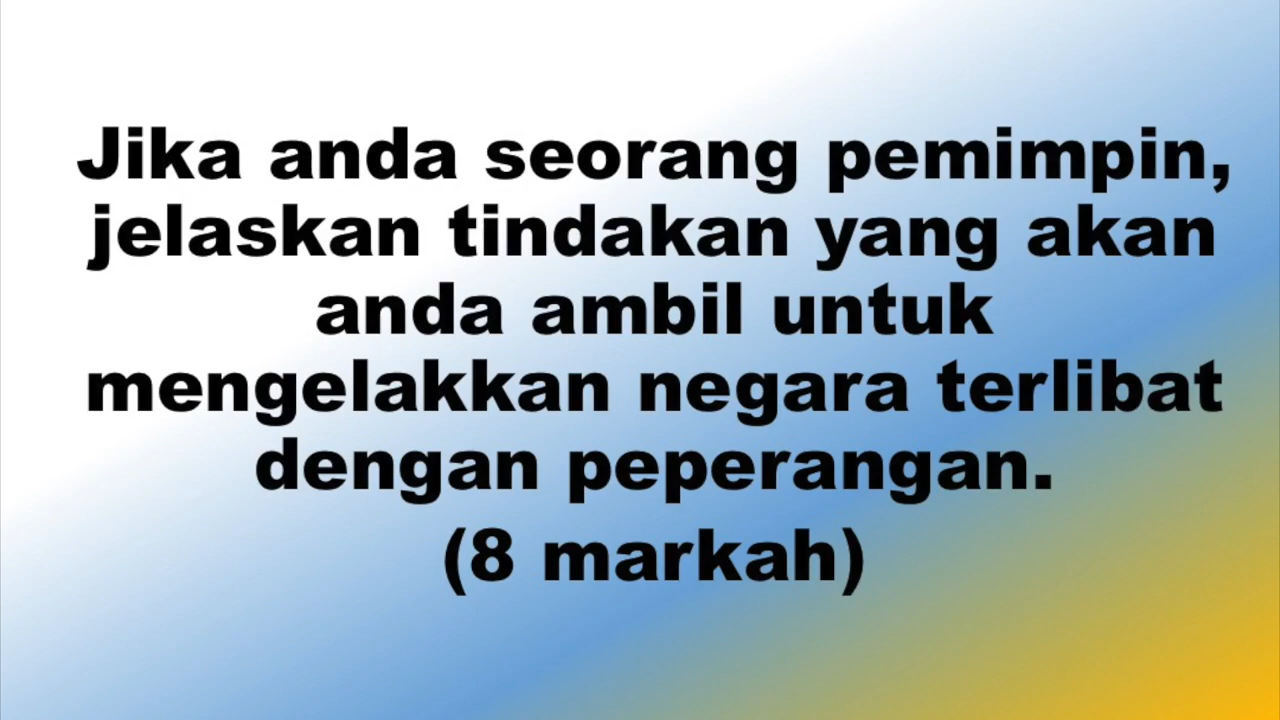 Jika anda seorang pemimpin,
jelaskan tindakan yang akan
anda ambil untuk
mengelakkan negara terlibat
dengan peperangan.
(8 markah)